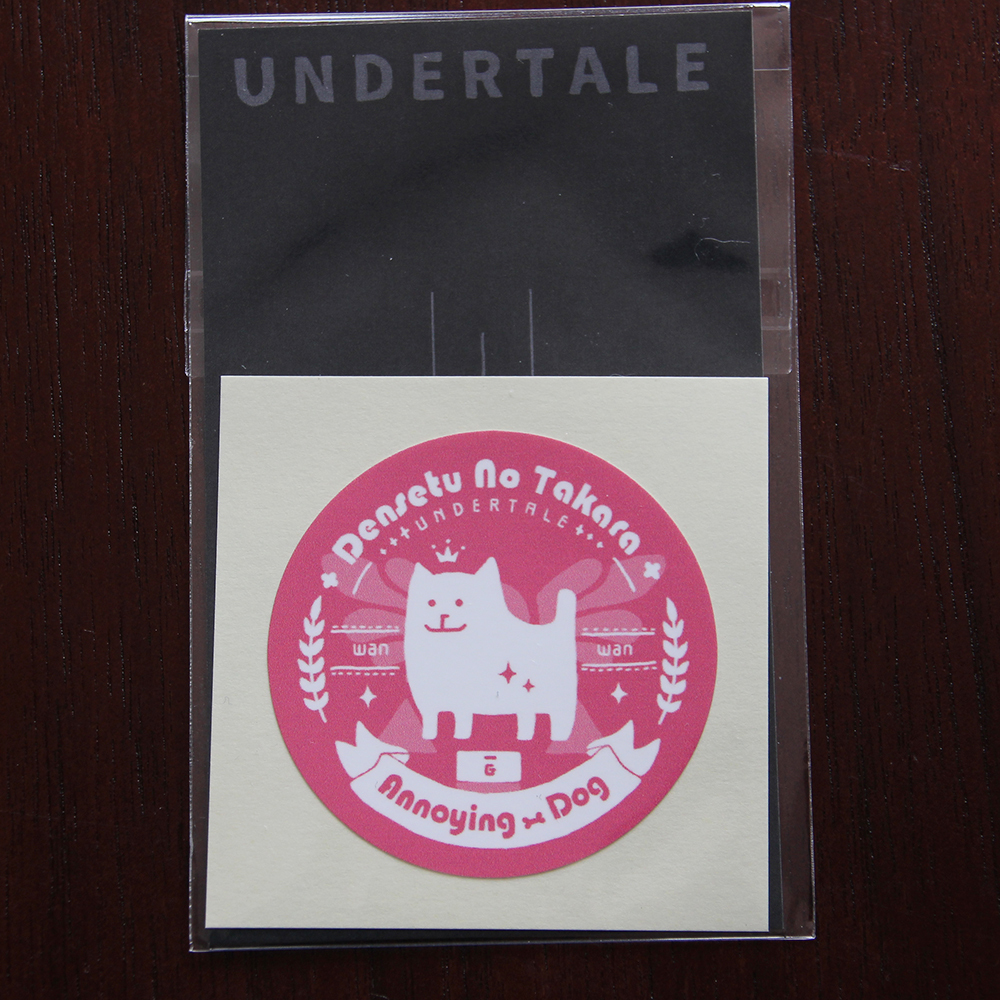 UNDERTALE
Densetu No Takara
UNDERTALE
wan
wan
G
Annoying Dog